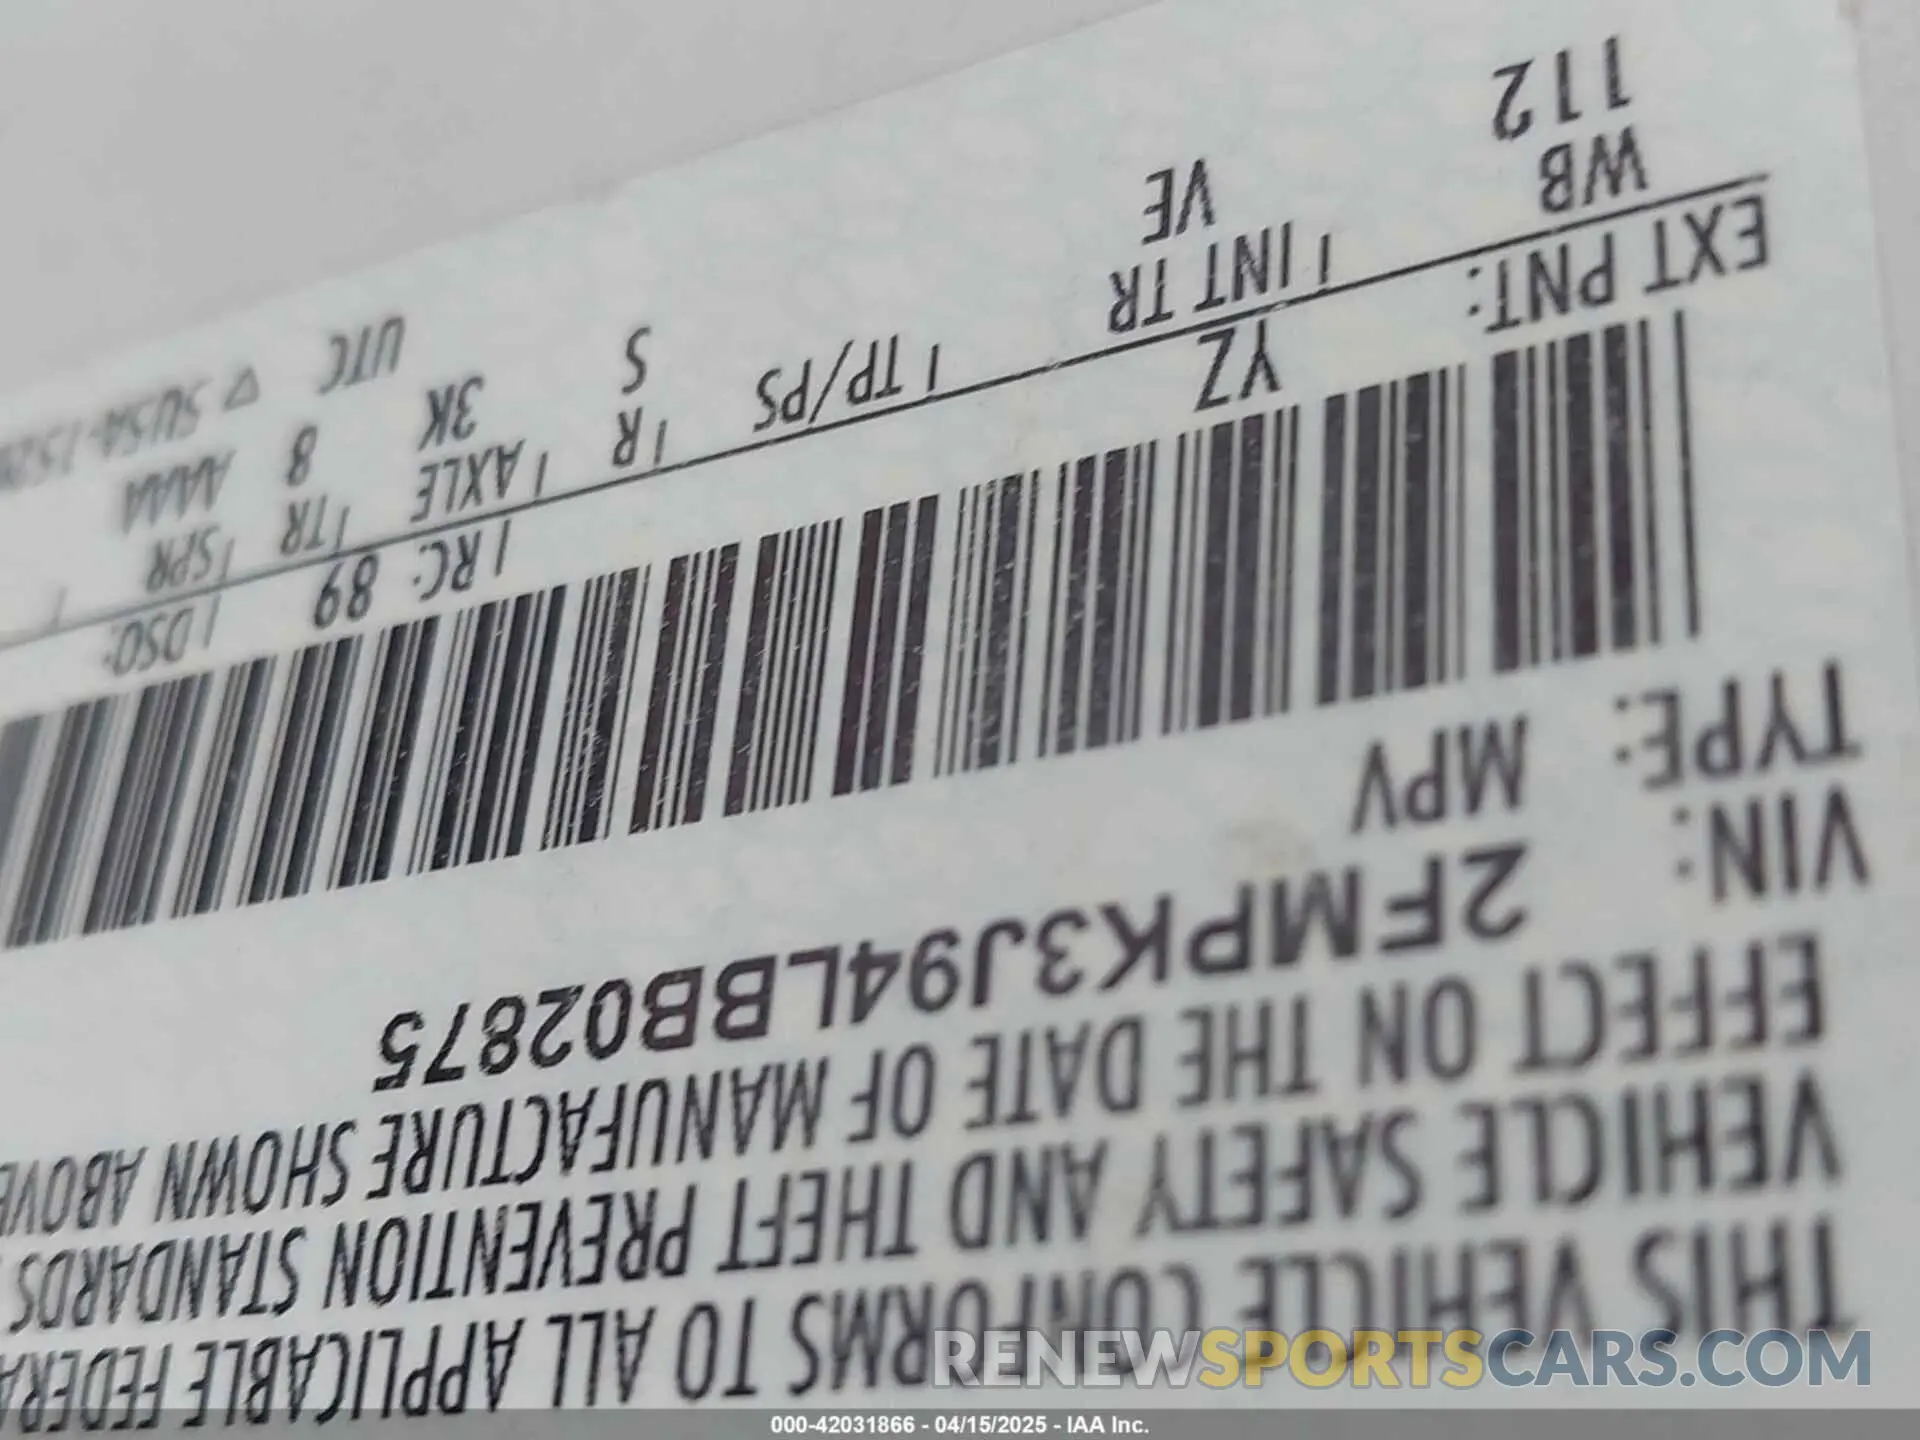 THIS VEHICLE CONFORMS TO ALL APPLICABLE FEDERA
VEHICLE SAFETY AND THEFT PREVENTION STANDARDS
EFFECT ON THE DATE OF MANUFACTURE SHOWN ABOVE
VIN: 2FMPK3J94LBB02875
TYPE: MPV
EXT PNT: YZ RC: 89 DSO:
WB INT TR TP/PS R AXLE TR SPR
112 VE S 3K 8 AAAA
UTC
RENEWSPORTSCARS.COM
000-42031866 - 04/15/2025 - IAA Inc.